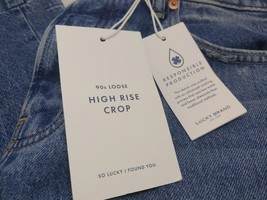 90s LOOSE
HIGH RISE
CROP
SO LUCKY I FOUND YOU
RESPONSIBLE
PRODUCTION
LUCKY BRAND